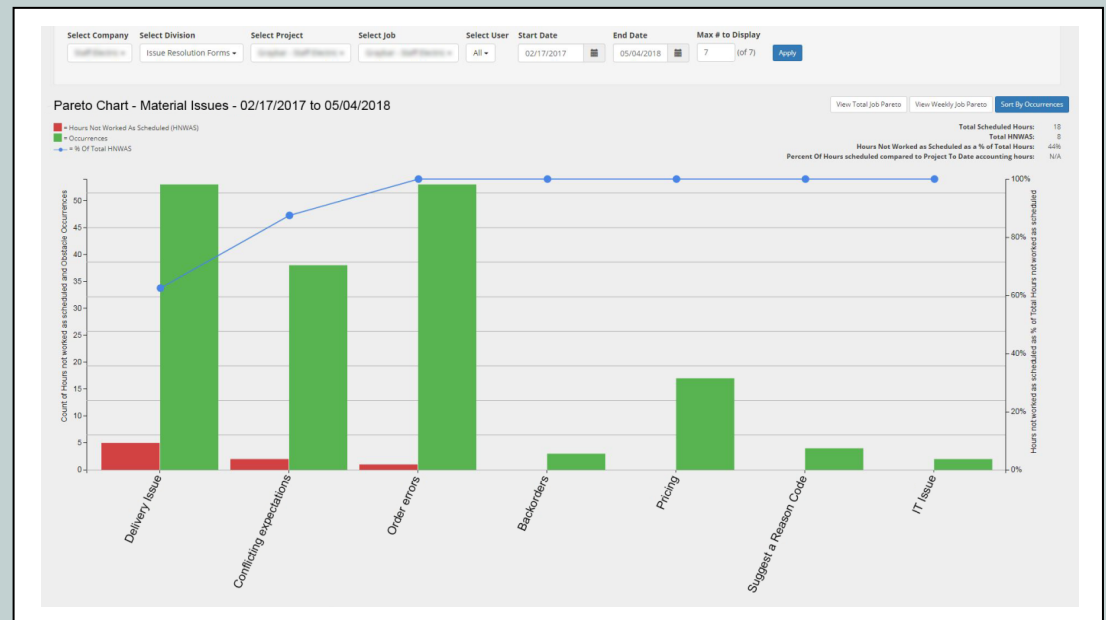 Select Company Select Division Select Project Select Job Select User Start Date End Date Max # to Display
Issue Resolution Forms All 02/17/2017 05/04/2018 7 (of 7) Apply
Pareto Chart - Material Issues - 02/17/2017 to 05/04/2018
View Total Job Pareto View Weekly Job Pareto Sort By Occurrences
= Hours Not Worked As Scheduled (HNWAS)
= Occurrences
= % Of Total HNWAS
Total Scheduled Hours: 18
Total HNWAS: 8
Hours Not Worked as Scheduled as a % of Total Hours: 44%
Percent Of Hours scheduled compared to Project To Date accounting hours: N/A
Count of Hours not worked as scheduled and Obstacle Occurrences
50
45
40
35
30
25
20
15
10
5
0
100%
80%
60%
40%
20%
0%
Hours not worked as scheduled as % of Total Hours not worked as scheduled
Delivery Issue
Conflicting expectations
Order errors
Backorders
Pricing
Suggest a Reason Code
IT Issue